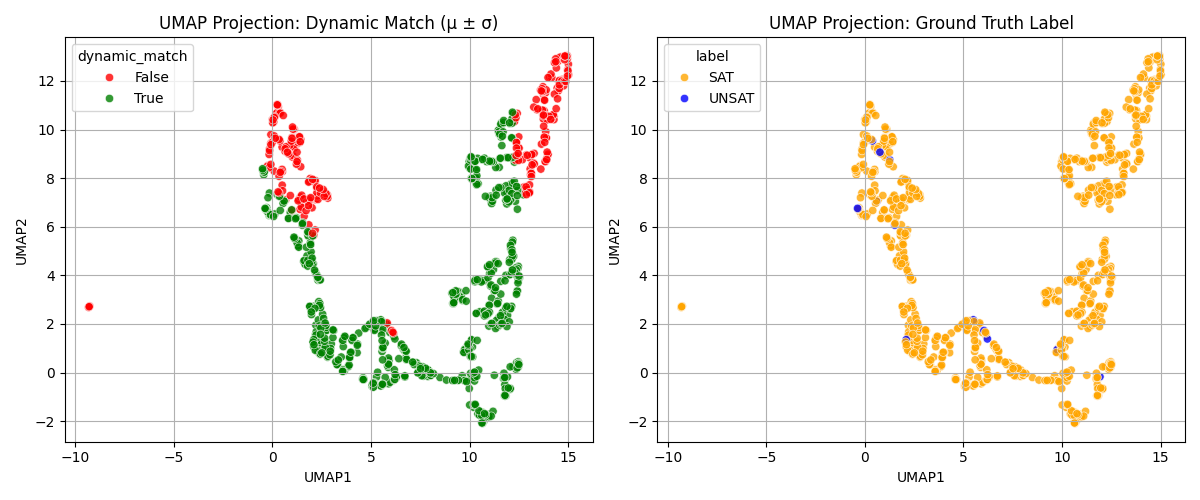 UMAP Projection: Dynamic Match (μ ± σ)
dynamic_match
False
True
12
10
8
6
4
2
0
−2
−10
−5
0
5
10
15
UMAP1
UMAP2
UMAP Projection: Ground Truth Label
label
SAT
UNSAT
12
10
8
6
4
2
0
−2
−10
−5
0
5
10
15
UMAP1
UMAP2